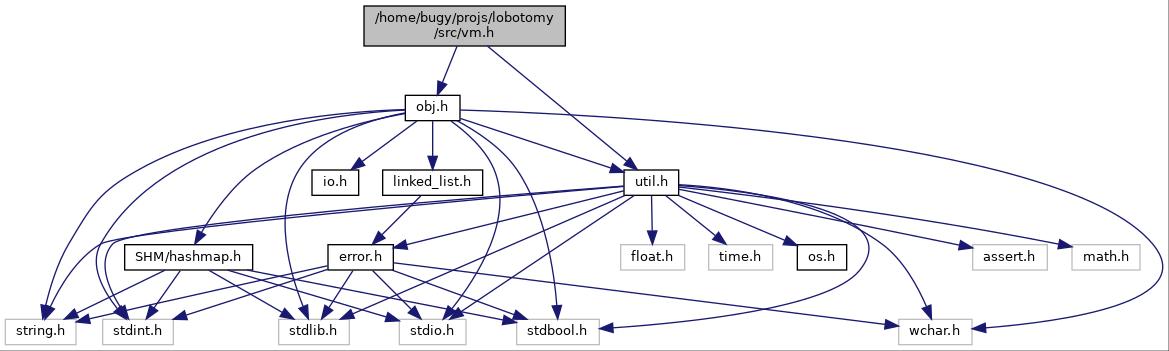 /home/bugy/projs/lobotomy
/src/vm.h
obj.h
io.h
linked_list.h
util.h
SHM/hashmap.h
error.h
float.h
time.h
os.h
assert.h
math.h
string.h
stdint.h
stdlib.h
stdio.h
stdbool.h
wchar.h